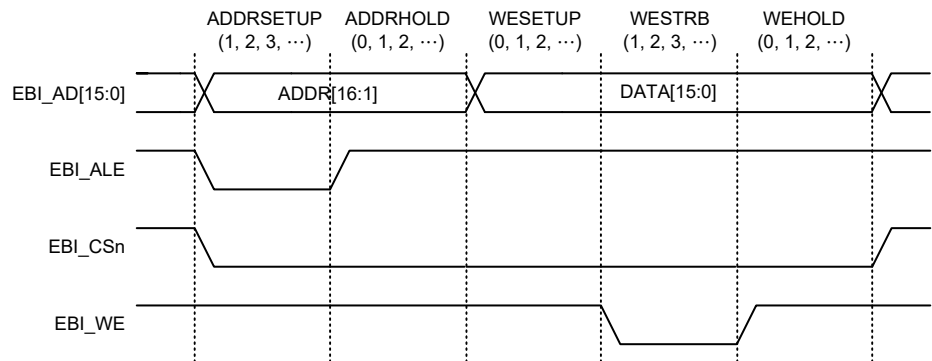 ADDRSETUP ADDRHOLD WESETUP WESTRB WEHOLD
(1, 2, 3, ⋯) (0, 1, 2, ⋯) (0, 1, 2, ⋯) (1, 2, 3, ⋯) (0, 1, 2, ⋯)
EBI_AD[15:0] ADDR[16:1] DATA[15:0]
EBI_ALE
EBI_CSn
EBI_WE